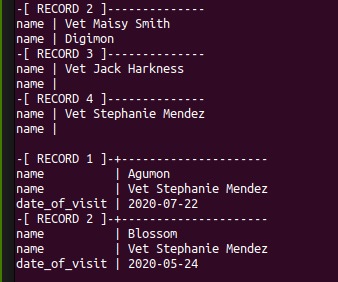 -[ RECORD 2 ]--------------
name | Vet Maisy Smith
name | Digimon
-[ RECORD 3 ]--------------
name | Vet Jack Harkness
name |
-[ RECORD 4 ]--------------
name | Vet Stephanie Mendez
name |
-[ RECORD 1 ]-+---------------------
name          | Agumon
name          | Vet Stephanie Mendez
date_of_visit | 2020-07-22
-[ RECORD 2 ]-+---------------------
name          | Blossom
name          | Vet Stephanie Mendez
date_of_visit | 2020-05-24